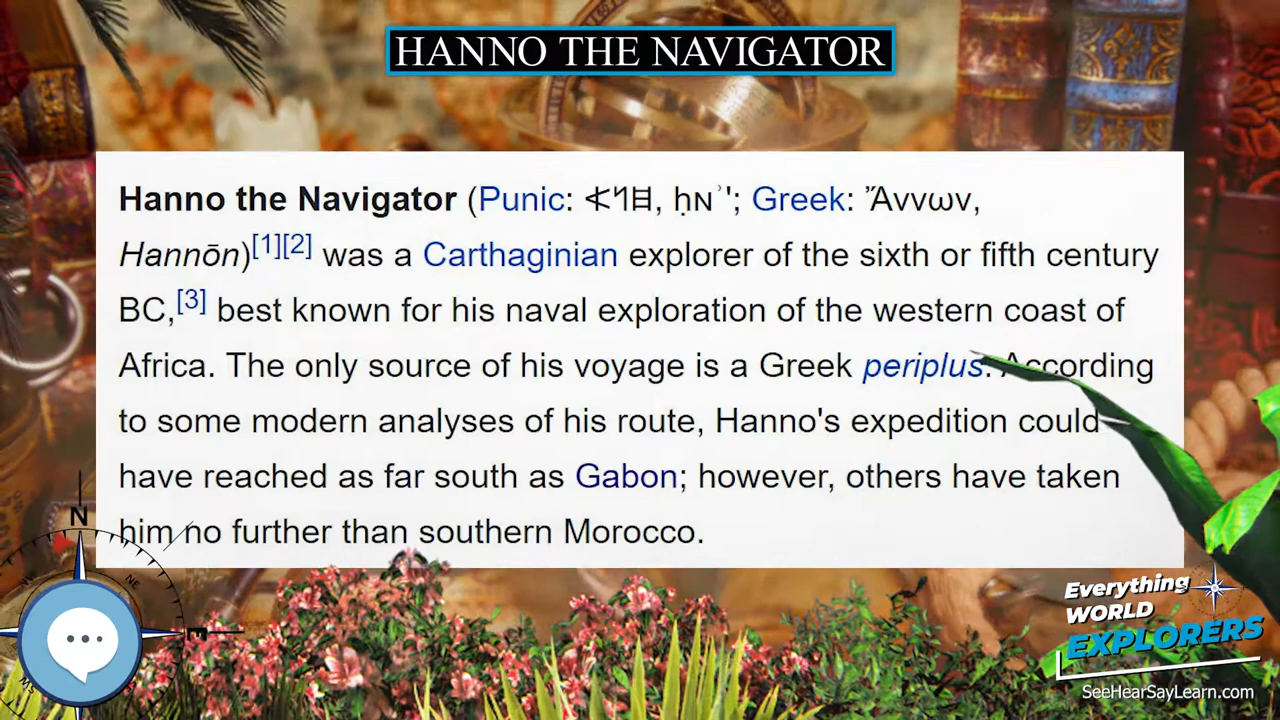 HANNO THE NAVIGATOR
Hanno the Navigator (Punic: 𐤇𐤍𐤀, ḥɴʾ'; Greek: Ἄννων,
Hannōn)[1][2] was a Carthaginian explorer of the sixth or fifth century
BC,[3] best known for his naval exploration of the western coast of
Africa. The only source of his voyage is a Greek periplus. According
to some modern analyses of his route, Hanno's expedition could
have reached as far south as Gabon; however, others have taken
him no further than southern Morocco.
N
NE
E
Everything
WORLD
EXPLORERS
SeeHearSayLearn.com